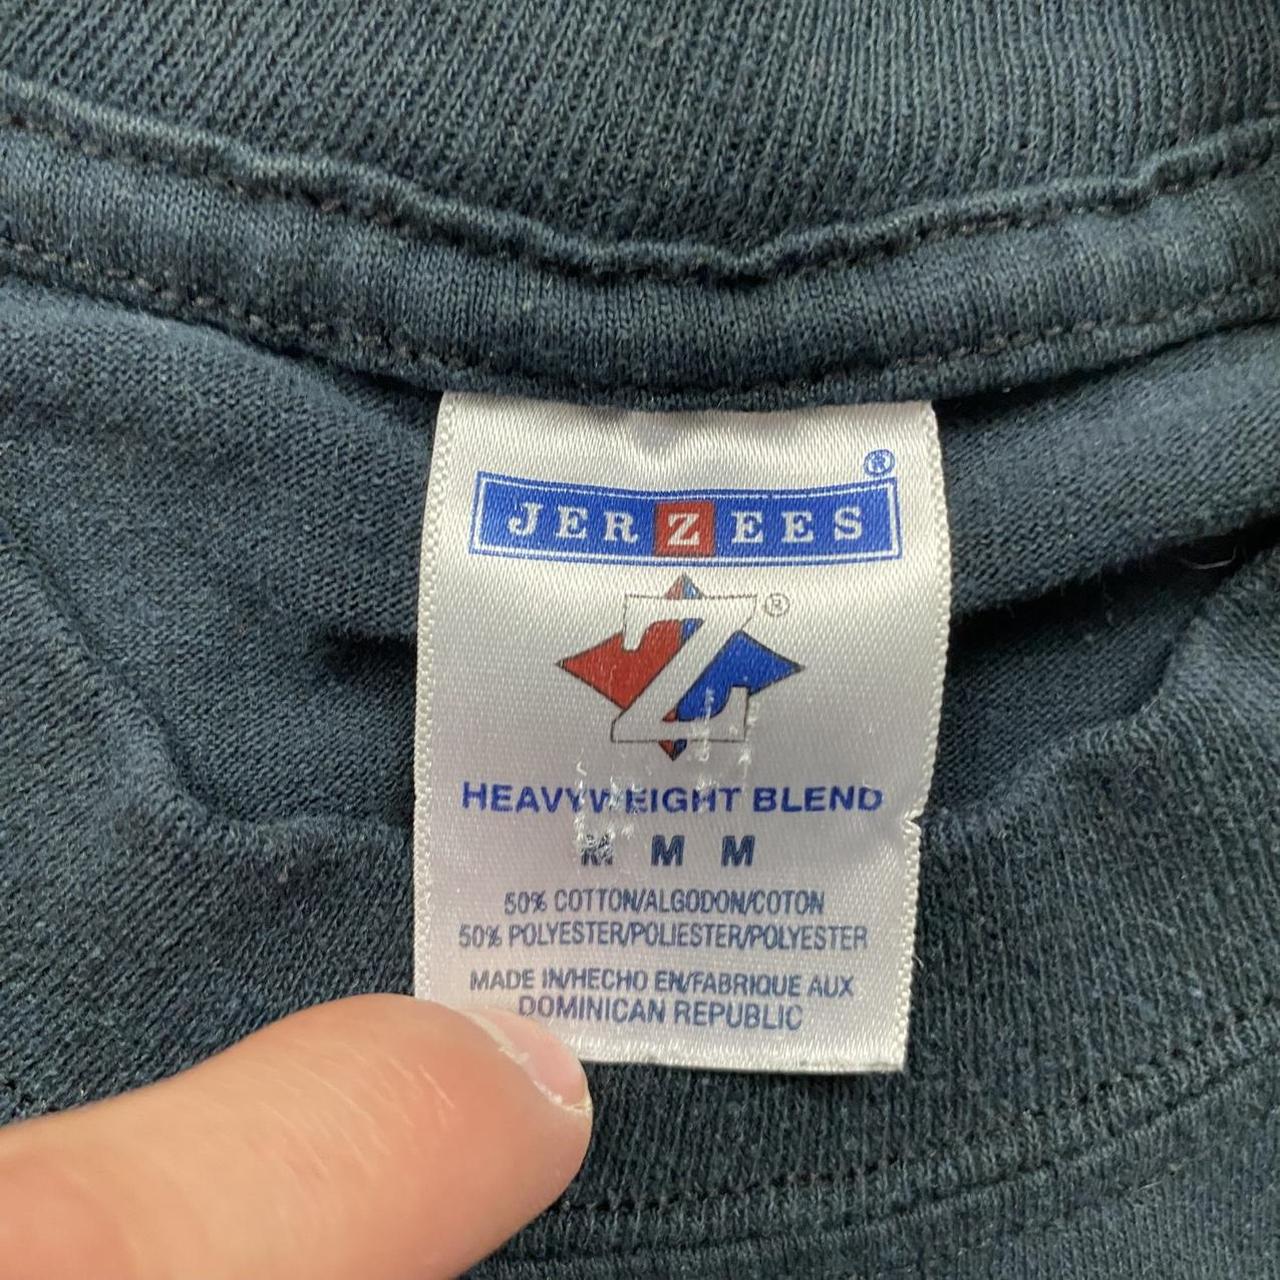 JERZEES®
Z®
HEAVYWEIGHT BLEND
M M M
50% COTTON/ALGODON/COTON
50% POLYESTER/POLIESTER/POLYESTER
MADE IN/HECHO EN/FABRIQUE AUX
DOMINICAN REPUBLIC